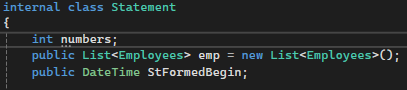 internal class Statement
{
int numbers;
public List<Employees> emp = new List<Employees>();
public DateTime StFormedBegin;